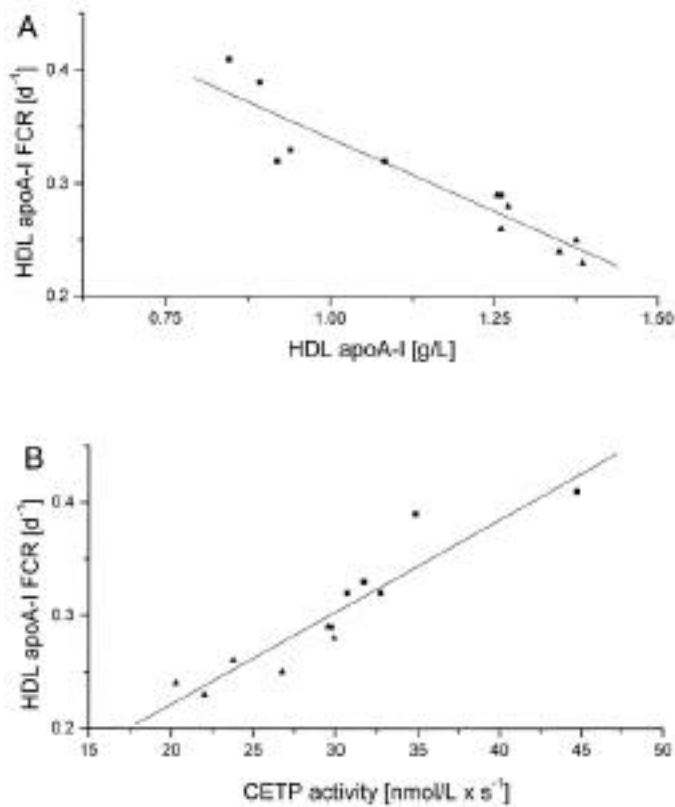 A
HDL apoA-I FCR [d⁻¹]
0.4
0.3
0.2
0.75 1.00 1.25 1.50
HDL apoA-I [g/L]
B
HDL apoA-I FCR [d⁻¹]
0.4
0.3
0.2
15 20 25 30 35 40 45 50
CETP activity [nmol/L x s⁻¹]